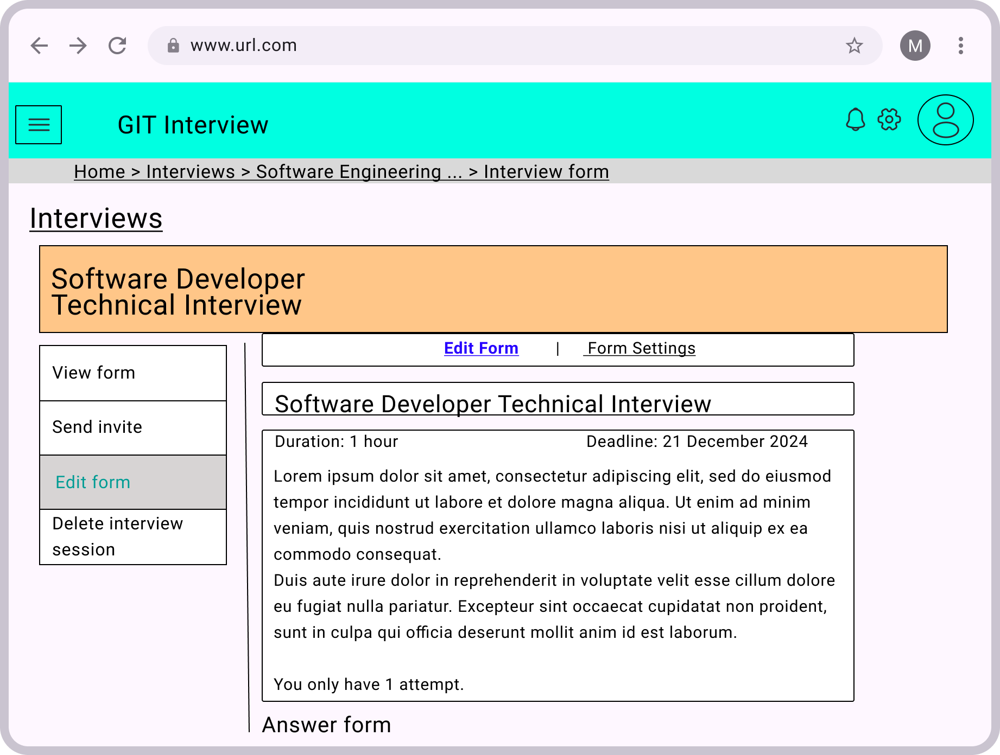 www.url.com
M
GIT Interview
Home > Interviews > Software Engineering ... > Interview form
Interviews
Software Developer
Technical Interview
View form
Send invite
Edit form
Delete interview
session
Edit Form | Form Settings
Software Developer Technical Interview
Duration: 1 hour Deadline: 21 December 2024
Lorem ipsum dolor sit amet, consectetur adipiscing elit, sed do eiusmod
tempor incididunt ut labore et dolore magna aliqua. Ut enim ad minim
veniam, quis nostrud exercitation ullamco laboris nisi ut aliquip ex ea
commodo consequat.
Duis aute irure dolor in reprehenderit in voluptate velit esse cillum dolore
eu fugiat nulla pariatur. Excepteur sint occaecat cupidatat non proident,
sunt in culpa qui officia deserunt mollit anim id est laborum.
You only have 1 attempt.
Answer form